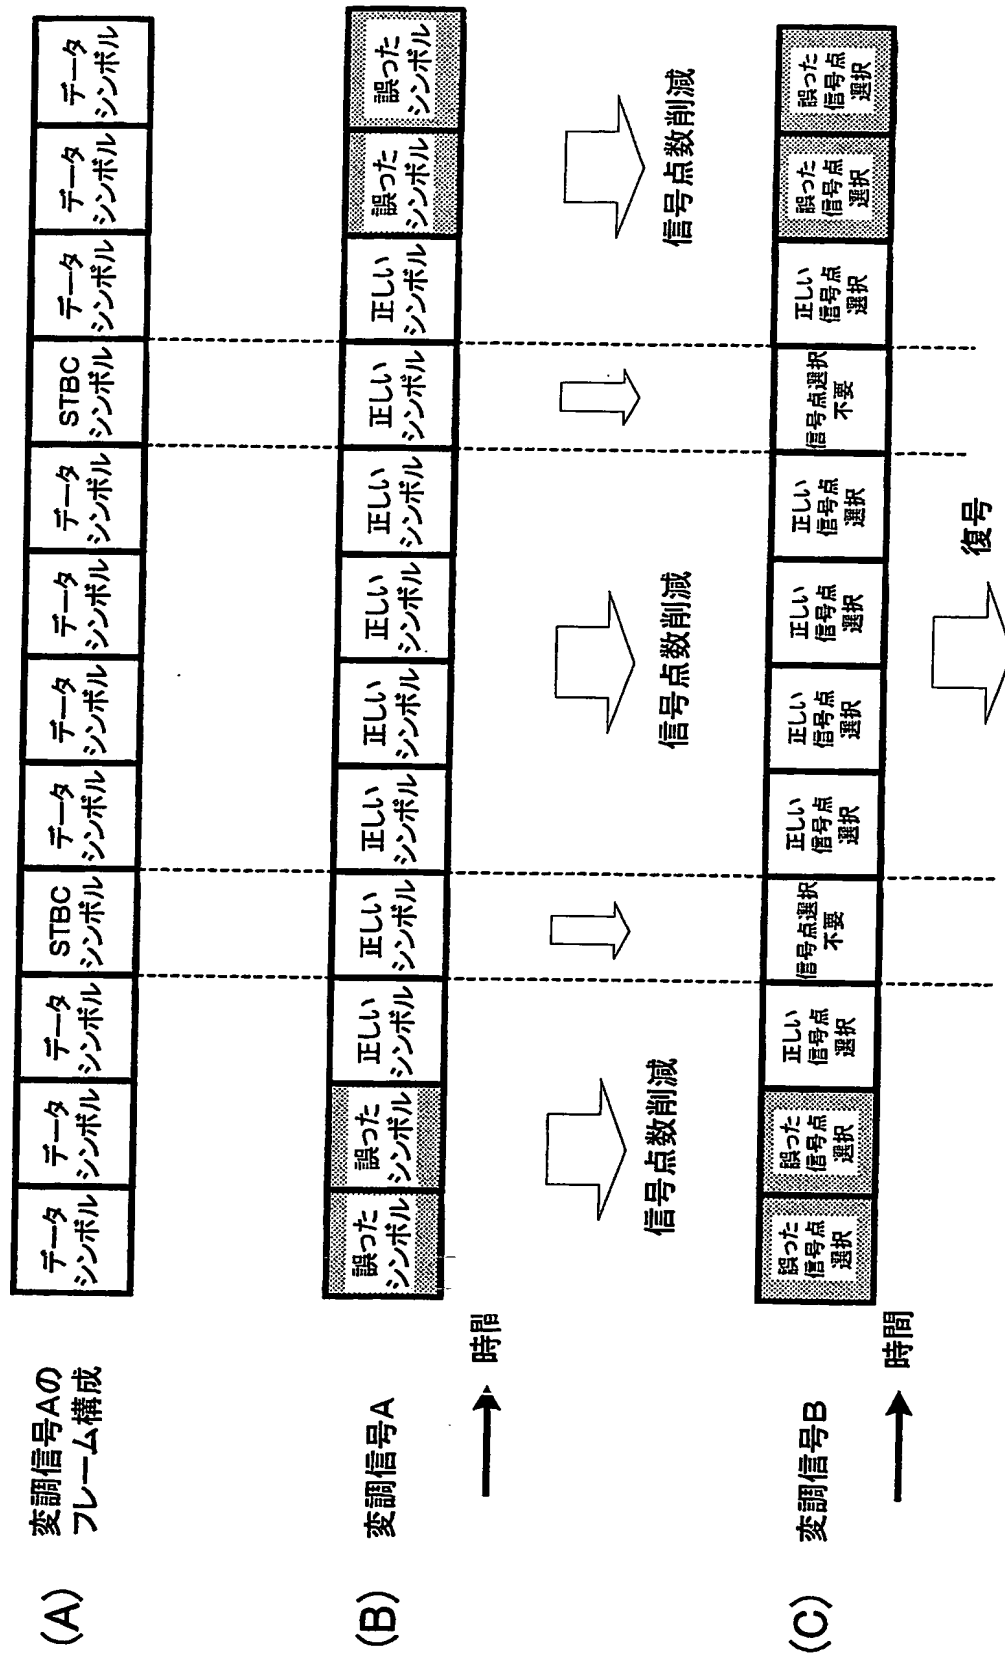 (A)
変調信号Aの
フレーム構成
データ
シンボル
データ
シンボル
データ
シンボル
STBC
シンボル
データ
シンボル
データ
シンボル
データ
シンボル
データ
シンボル
STBC
シンボル
データ
シンボル
データ
シンボル
データ
シンボル
(B)
変調信号A
誤った
シンボル
誤った
シンボル
正しい
シンボル
正しい
シンボル
正しい
シンボル
正しい
シンボル
正しい
シンボル
正しい
シンボル
正しい
シンボル
正しい
シンボル
誤った
シンボル
誤った
シンボル
時間
信号点数削減
信号点数削減
信号点数削減
(C)
変調信号B
誤った
信号点
選択
誤った
信号点
選択
正しい
信号点
選択
信号点選択
不要
正しい
信号点
選択
正しい
信号点
選択
正しい
信号点
選択
正しい
信号点
選択
信号点選択
不要
正しい
信号点
選択
誤った
信号点
選択
誤った
信号点
選択
時間
復号